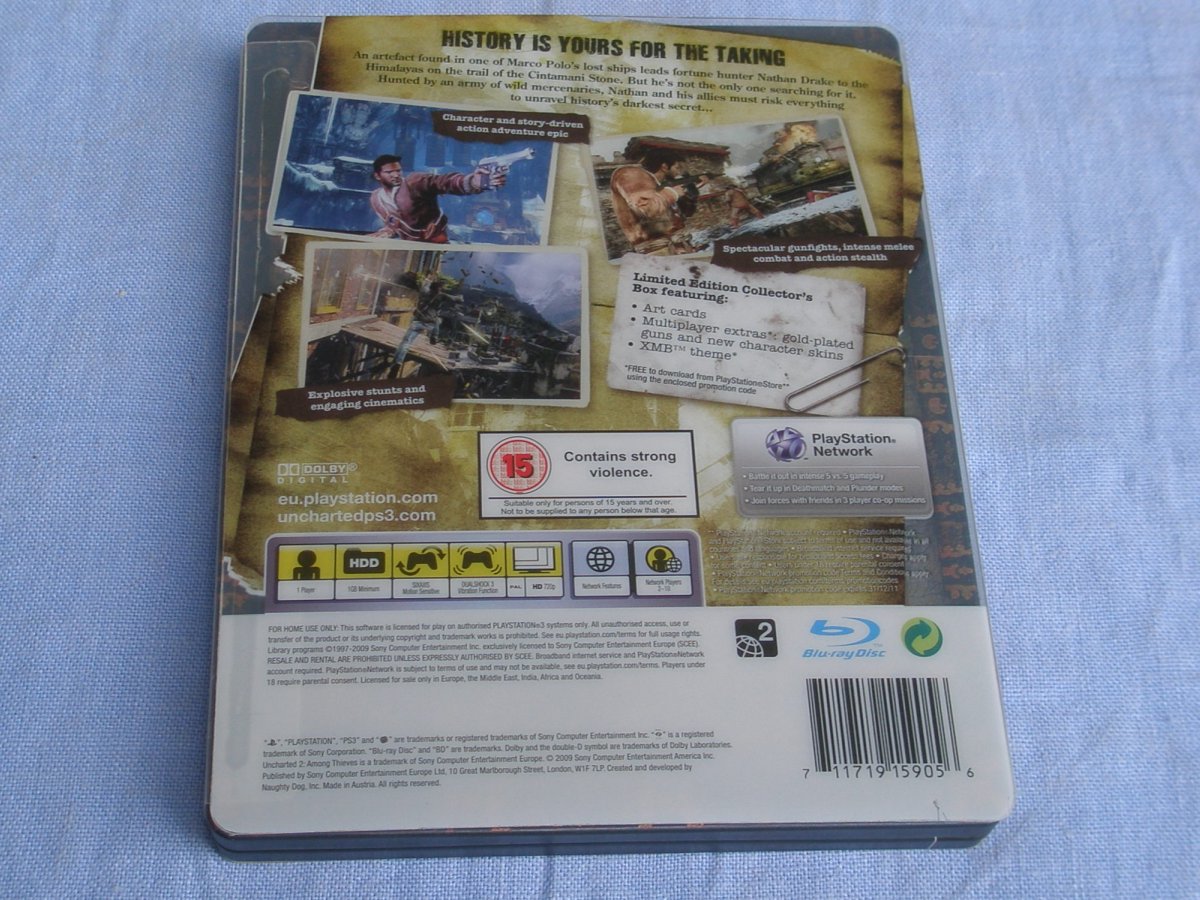 HISTORY IS YOURS FOR THE TAKING
An artefact found in one of Marco Polo's lost ships leads fortune hunter Nathan Drake to the
Himalayas on the trail of the Cintamani Stone. But he's not the only one searching for it.
Hunted by an army of wild mercenaries, Nathan and his allies must risk everything
to unravel history's darkest secret...
Character and story-driven
action adventure epic
Spectacular gunfights, intense melee
combat and action stealth
Limited Edition Collector's
Box featuring:
• Art cards
• Multiplayer extras*: gold-plated
guns and new character skins
• XMB™ theme*
*FREE to download from PlayStation®Store**
using the enclosed promotion code
Explosive stunts and
engaging cinematics
DOLBY®
DIGITAL
eu.playstation.com
unchartedps3.com
15
Contains strong
violence.
Suitable only for persons of 15 years and over.
Not to be supplied to any person below that age.
PlayStation®
Network
• Battle it out in intense 5 vs. 5 gameplay
• Tear it up in Deathmatch and Plunder modes
• Join forces with friends in 3 player co-op missions
HDD
1 Player
1GB Minimum
SIXAXIS
Motion Sensitive
DUALSHOCK 3
Vibration Function
PAL
HD 720p
Network Features
Network Players
2-10
FOR HOME USE ONLY: This software is licensed for play on authorised PLAYSTATION®3 systems only. All unauthorised access, use or
transfer of the product or its underlying copyright and trademark works is prohibited. See eu.playstation.com/terms for full usage rights.
Library programs ©1997-2009 Sony Computer Entertainment Inc. exclusively licensed to Sony Computer Entertainment Europe (SCEE).
RESALE AND RENTAL ARE PROHIBITED UNLESS EXPRESSLY AUTHORISED BY SCEE. Broadband internet service and PlayStation®Network
account required. PlayStation®Network is subject to terms of use and may not be available, see eu.playstation.com/terms. Players under
18 require parental consent. Licensed for sale only in Europe, the Middle East, India, Africa and Oceania.
2
Blu-ray Disc™
", "PLAYSTATION", "PS3" and " " are trademarks or registered trademarks of Sony Computer Entertainment Inc. " " is a registered
trademark of Sony Corporation. "Blu-ray Disc" and "BD" are trademarks. Dolby and the double-D symbol are trademarks of Dolby Laboratories.
Uncharted 2: Among Thieves is a trademark of Sony Computer Entertainment Europe. © 2009 Sony Computer Entertainment America Inc.
Published by Sony Computer Entertainment Europe Ltd, 10 Great Marlborough Street, London, W1F 7LP. Created and developed by
Naughty Dog, Inc. Made in Austria. All rights reserved.
7 11719 15905 6